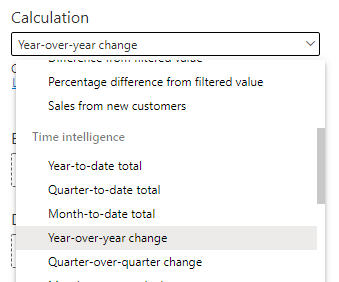 Calculation
Year-over-year change
Difference from filtered value
Percentage difference from filtered value
Sales from new customers
Time intelligence
Year-to-date total
Quarter-to-date total
Month-to-date total
Year-over-year change
Quarter-over-quarter change